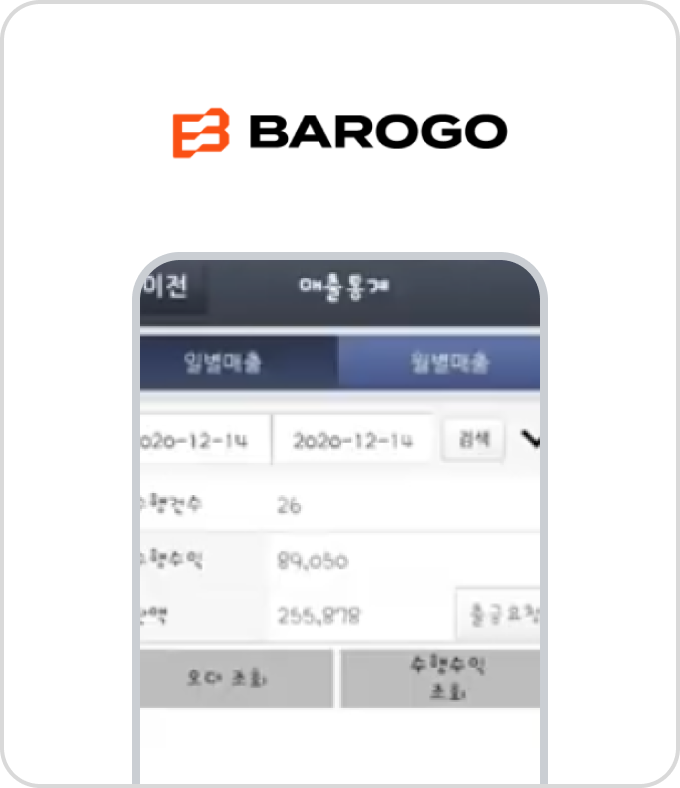 BAROGO
이전 매출통계
일별매출 월별매출
020-12-14 2020-12-14 검색
수행건수 26
수행수익 89,050
잔액 255,878 출금요청
오더 조회 수행수익
조회